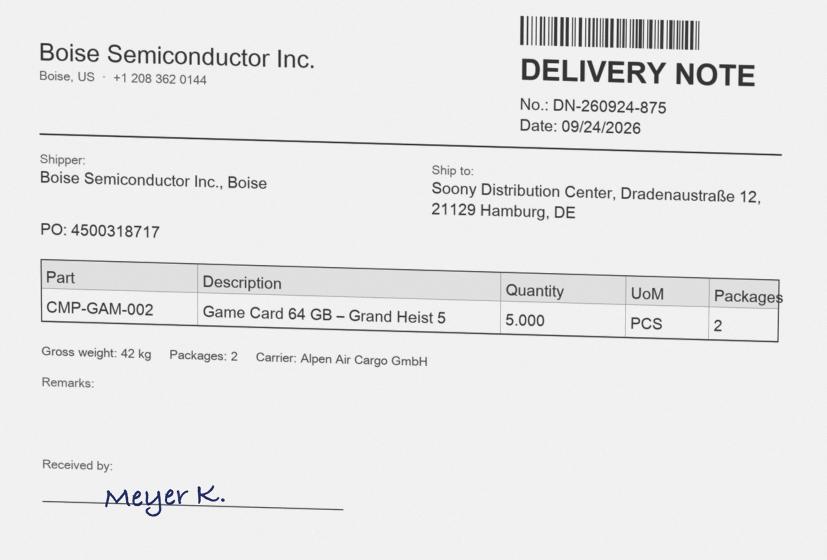 Boise Semiconductor Inc.
Boise, US · +1 208 362 0144
DELIVERY NOTE
No.: DN-260924-875
Date: 09/24/2026
Shipper:
Boise Semiconductor Inc., Boise
Ship to:
Soony Distribution Center, Dradenaustraße 12,
21129 Hamburg, DE
PO: 4500318717
Part Description Quantity UoM Packages
CMP-GAM-002 Game Card 64 GB – Grand Heist 5 5.000 PCS 2
Gross weight: 42 kg Packages: 2 Carrier: Alpen Air Cargo GmbH
Remarks:
Received by:
Meyer K.